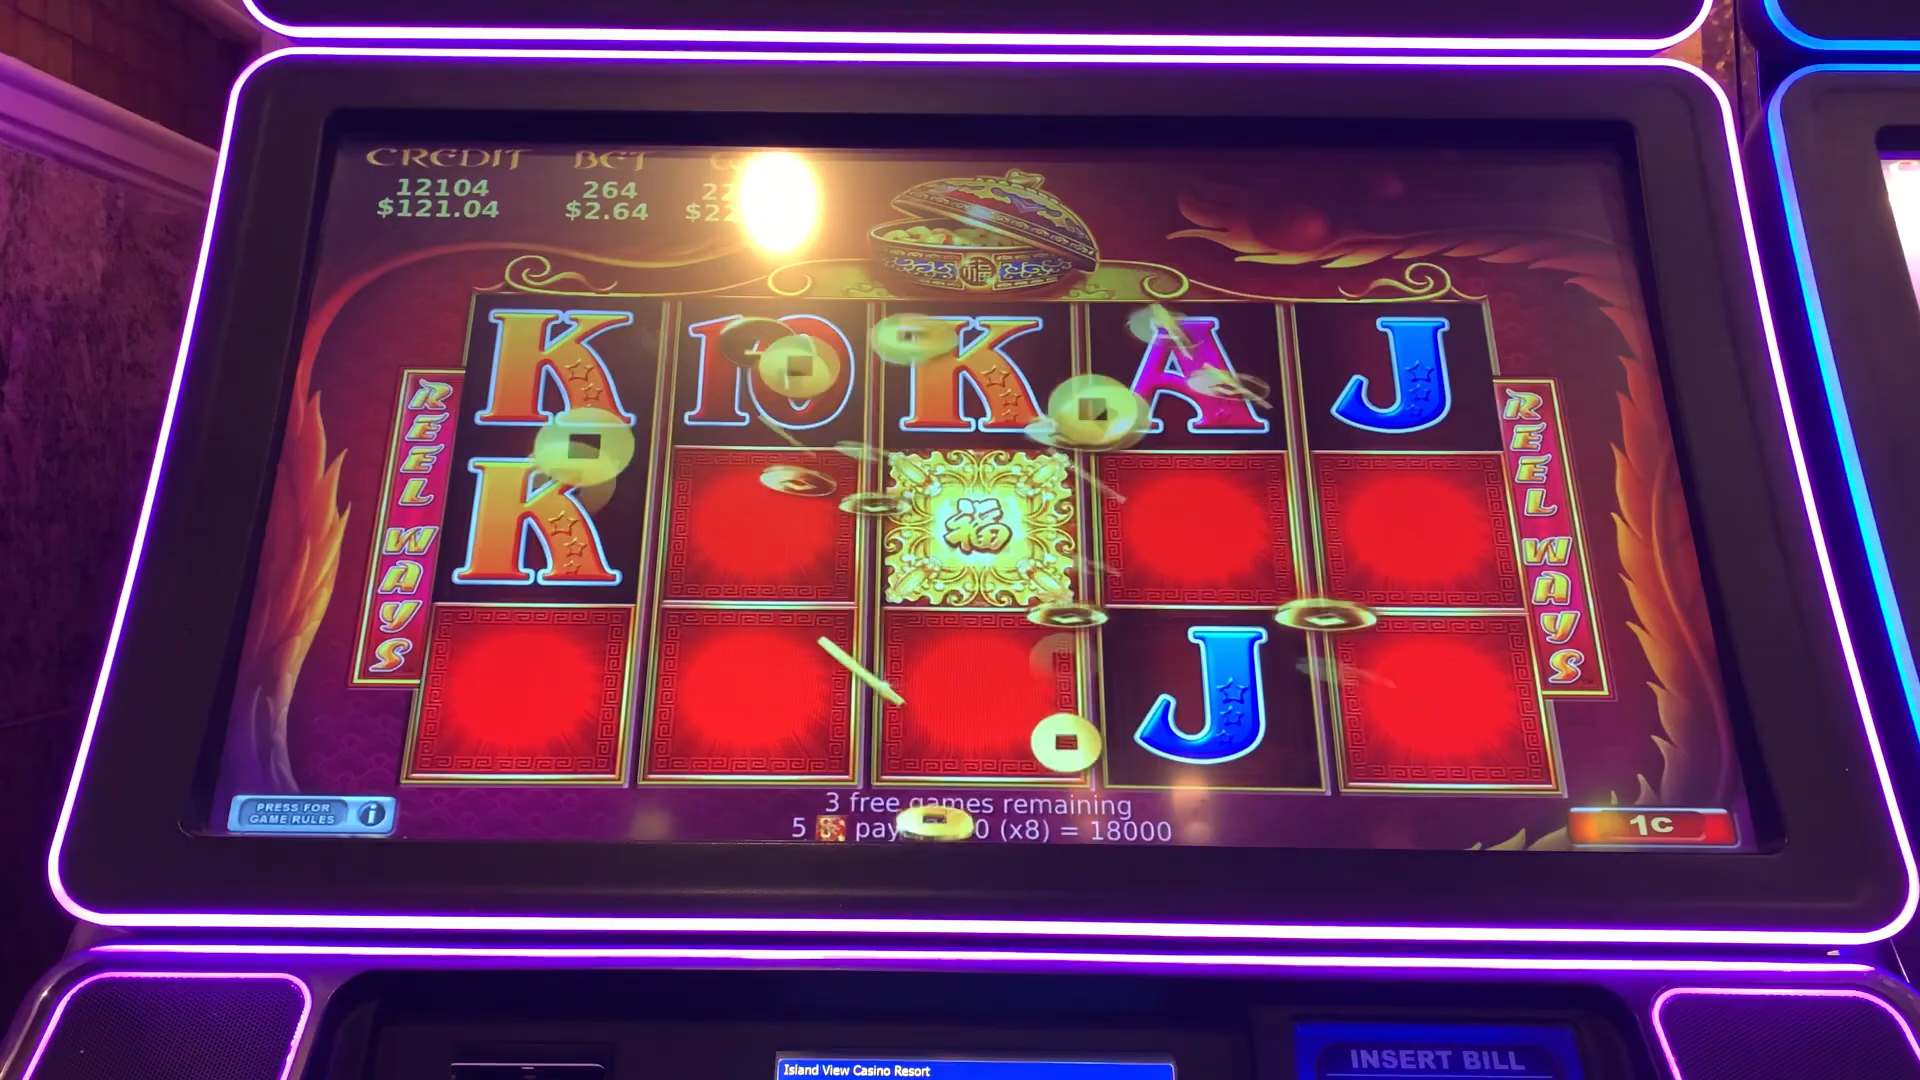 CREDIT BET
12104 264
$121.04 $2.64
福
K 10 K A J
REEL WAYS
K 福
REEL WAYS
J
3 free games remaining
5 (x8) = 18000
PRESS FOR
GAME RULES i
1C
Island View Casino Resort
INSERT BILL